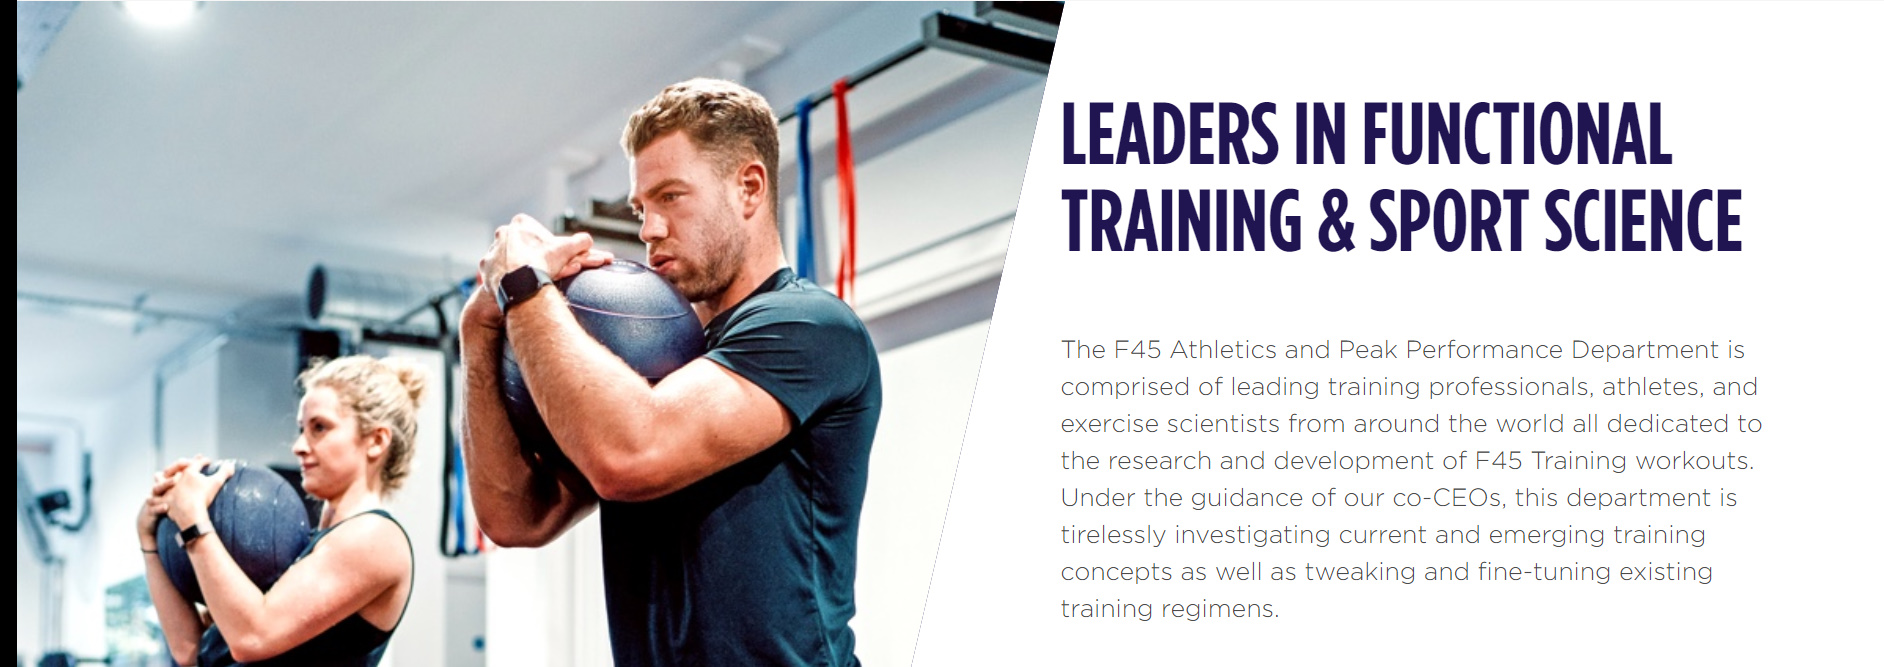 LEADERS IN FUNCTIONAL
TRAINING & SPORT SCIENCE
The F45 Athletics and Peak Performance Department is
comprised of leading training professionals, athletes, and
exercise scientists from around the world all dedicated to
the research and development of F45 Training workouts.
Under the guidance of our co-CEOs, this department is
tirelessly investigating current and emerging training
concepts as well as tweaking and fine-tuning existing
training regimens.